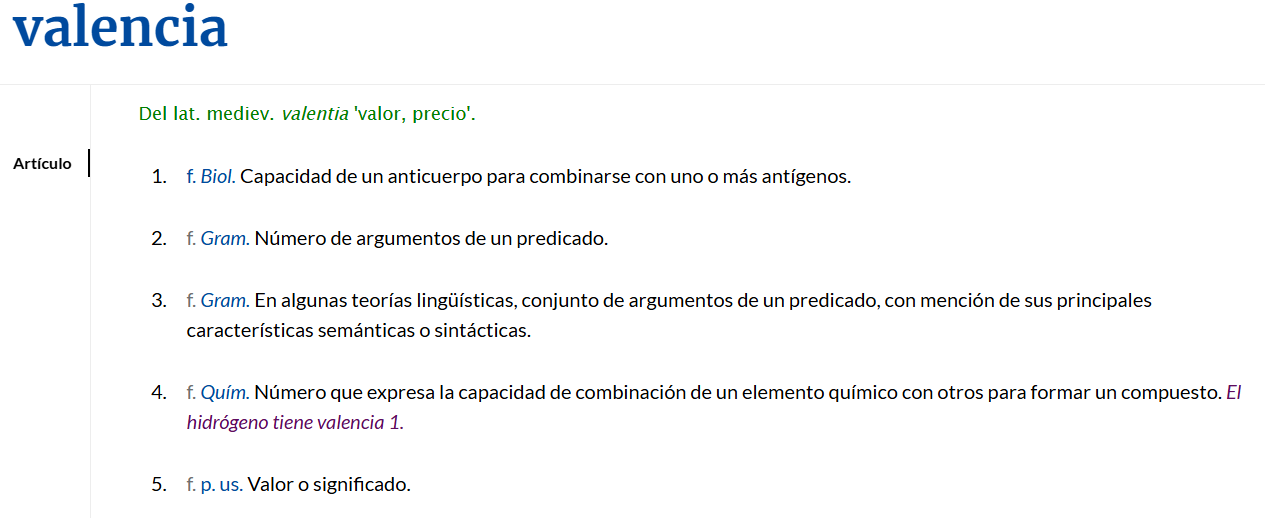 valencia
Del lat. mediev. valentia 'valor, precio'.
Artículo
1. f. Biol. Capacidad de un anticuerpo para combinarse con uno o más antígenos.
2. f. Gram. Número de argumentos de un predicado.
3. f. Gram. En algunas teorías lingüísticas, conjunto de argumentos de un predicado, con mención de sus principales
características semánticas o sintácticas.
4. f. Quím. Número que expresa la capacidad de combinación de un elemento químico con otros para formar un compuesto. El
hidrógeno tiene valencia 1.
5. f. p. us. Valor o significado.